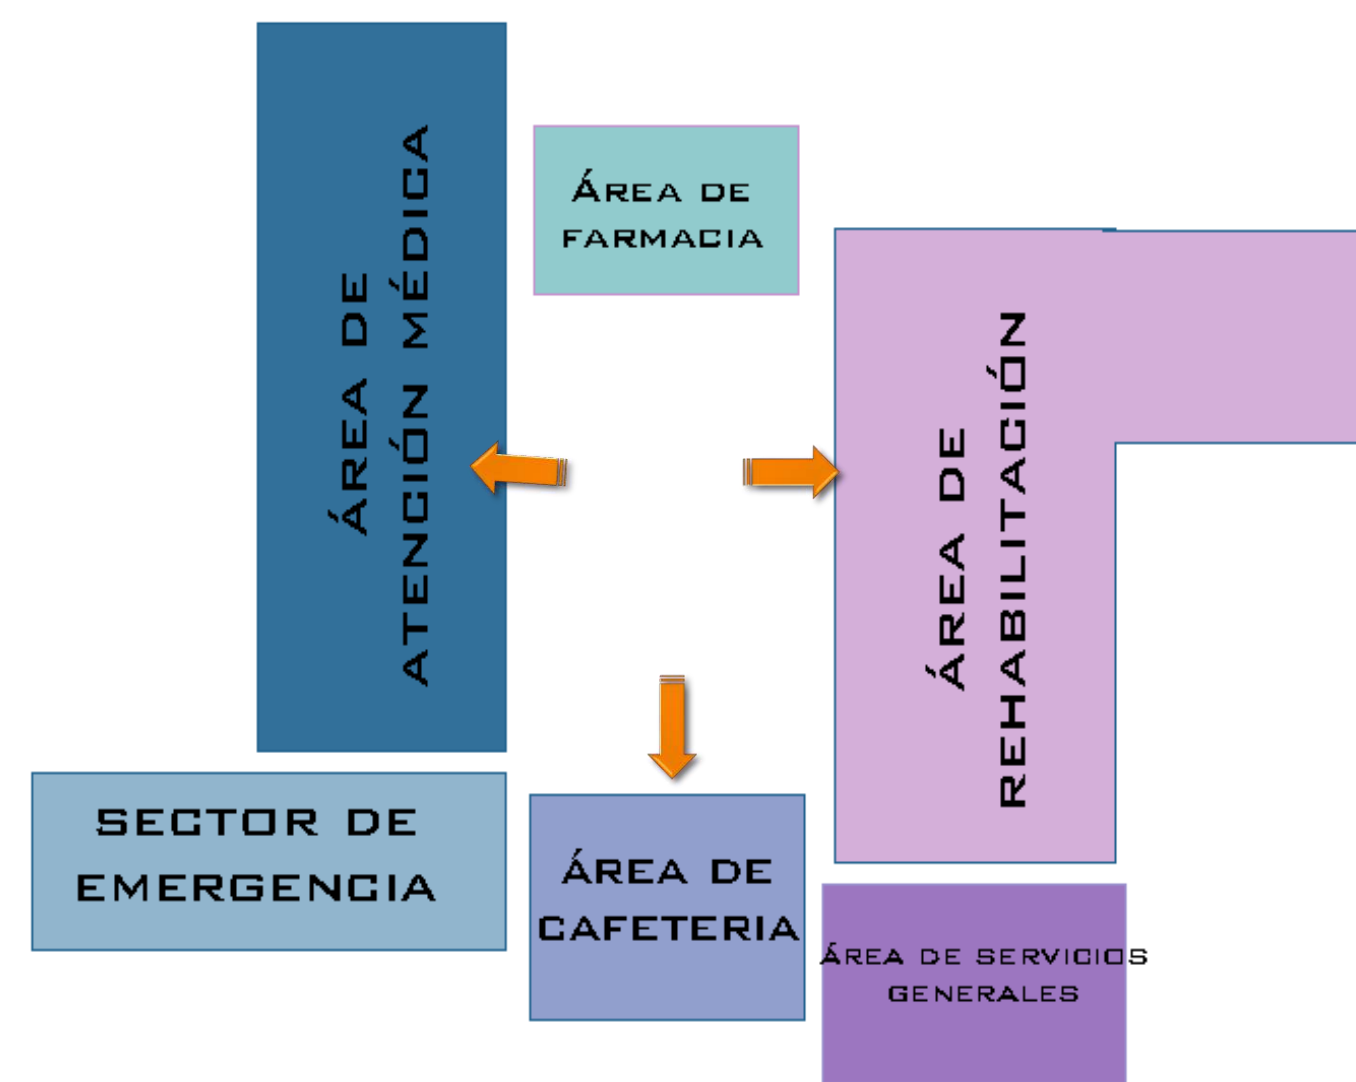 ÁREA DE
ATENCIÓN MÉDICA
ÁREA DE
FARMACIA
ÁREA DE
REHABILITACIÓN
SECTOR DE
EMERGENCIA
ÁREA DE
CAFETERIA
ÁREA DE SERVICIOS
GENERALES